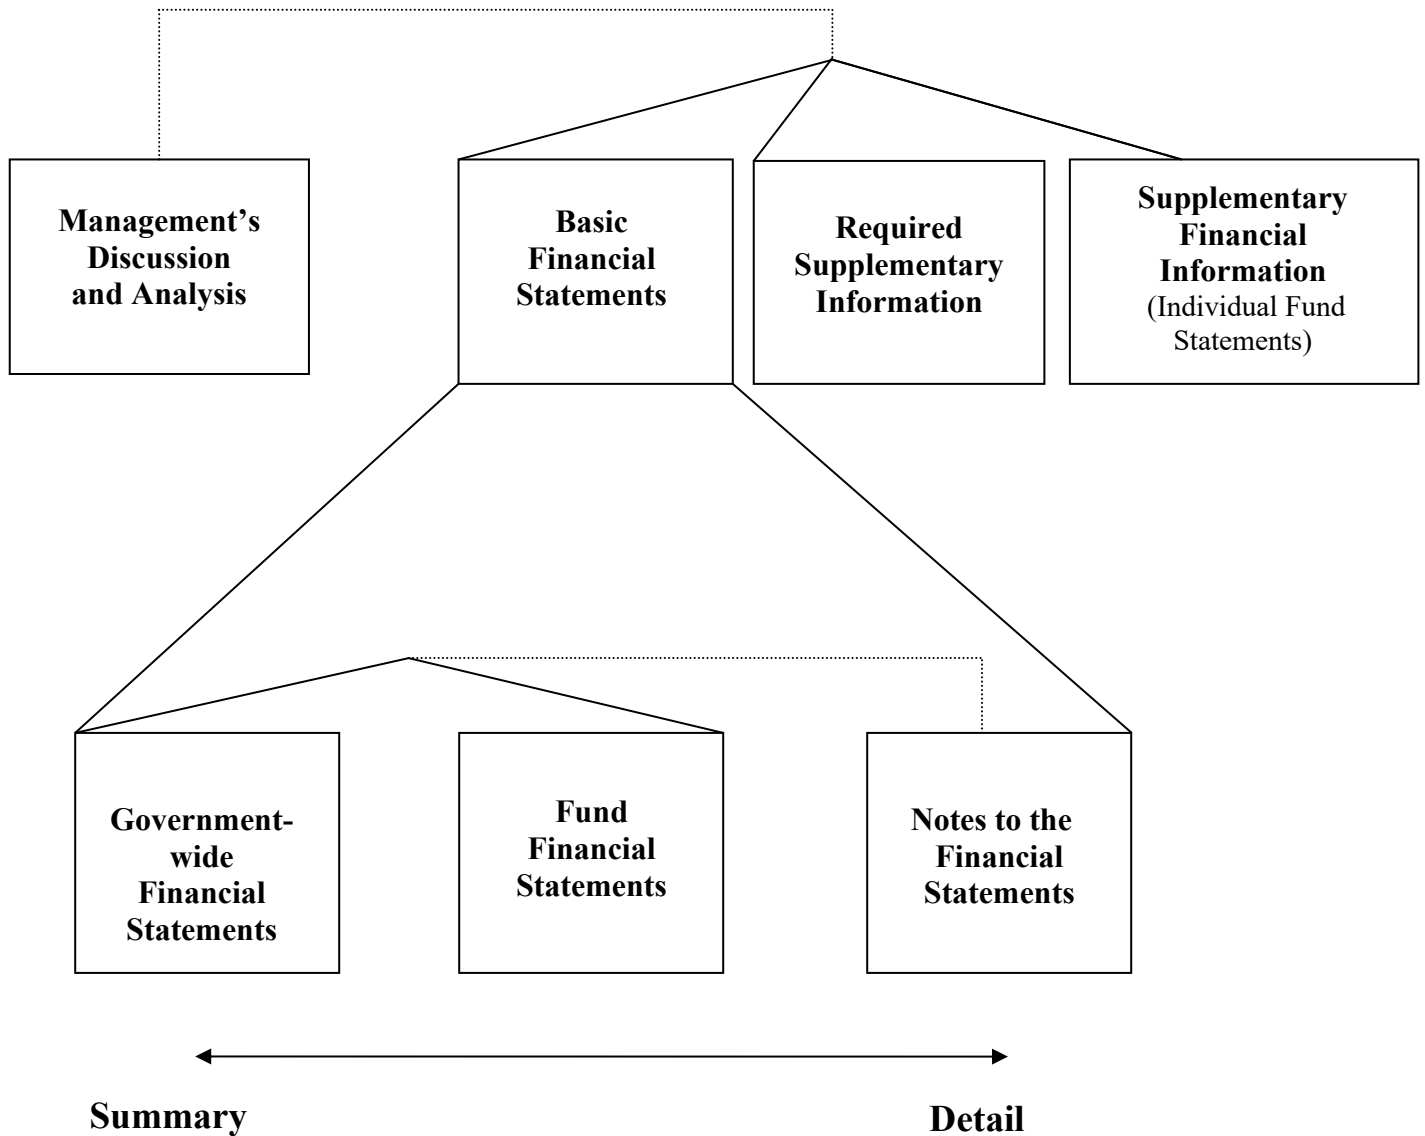 Management’s
Discussion
and Analysis
Basic
Financial
Statements
Required
Supplementary
Information
Supplementary
Financial
Information
(Individual Fund
Statements)
Government-
wide
Financial
Statements
Fund
Financial
Statements
Notes to the
Financial
Statements
Summary
Detail